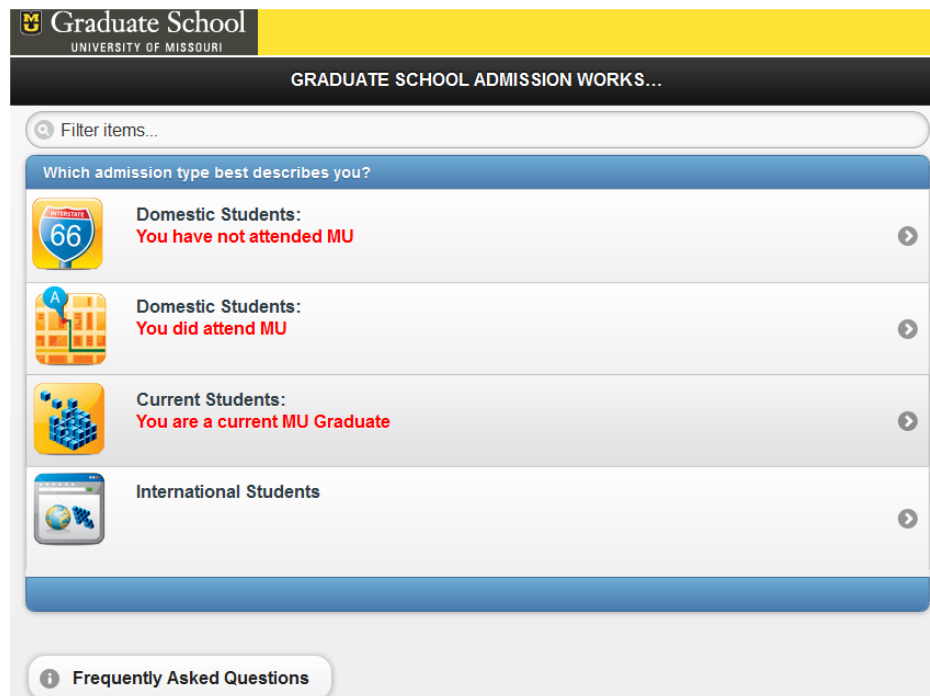 Graduate School
UNIVERSITY OF MISSOURI
GRADUATE SCHOOL ADMISSION WORKS...
Filter items...
Which admission type best describes you?
INTERSTATE
66
Domestic Students:
You have not attended MU
A
Domestic Students:
You did attend MU
Current Students:
You are a current MU Graduate
International Students
Frequently Asked Questions